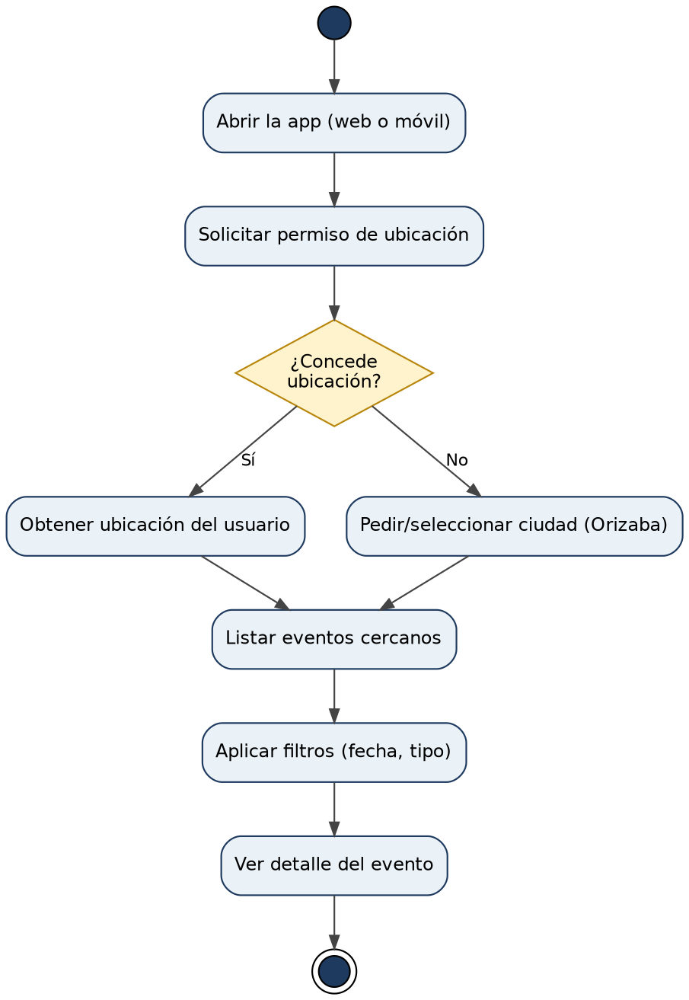 Abrir la app (web o móvil)
Solicitar permiso de ubicación
¿Concede
ubicación?
Sí
No
Obtener ubicación del usuario
Pedir/seleccionar ciudad (Orizaba)
Listar eventos cercanos
Aplicar filtros (fecha, tipo)
Ver detalle del evento